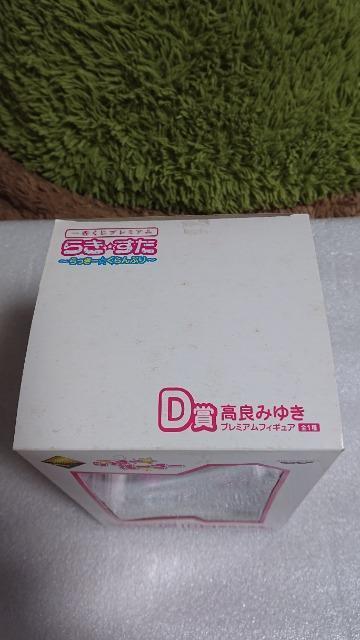 一番くじプレミアム
らき☆すた
～らっきー☆ぐらんぷり～
D賞 高良みゆき
プレミアムフィギュア 全1種